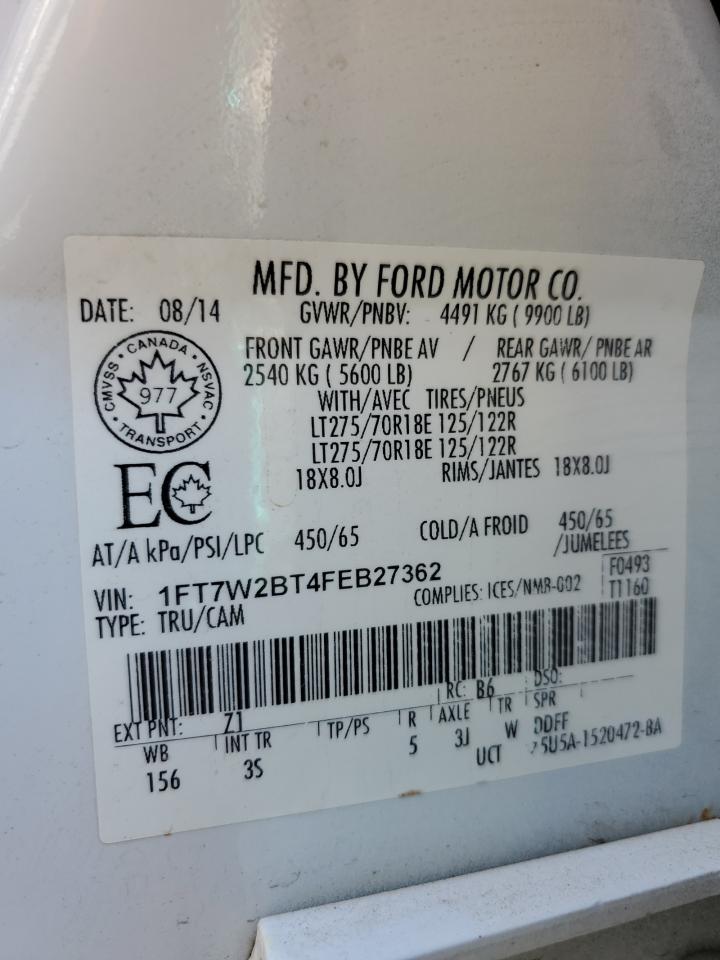 MFD. BY FORD MOTOR CO.
DATE: 08/14 GVWR/PNBV: 4491 KG ( 9900 LB)
FRONT GAWR/PNBE AV / REAR GAWR/ PNBE AR
2540 KG ( 5600 LB) 2767 KG ( 6100 LB)
WITH/AVEC TIRES/PNEUS
LT275/70R18E 125/122R
LT275/70R18E 125/122R
18X8.0J RIMS/JANTES 18X8.0J
CMVSS • CANADA • NSVAC • TRANSPORT •
977
EC
AT/A kPa/PSI/LPC 450/65 COLD/A FROID 450/65
/JUMELEES
VIN: 1FT7W2BT4FEB27362
F0493
TYPE: TRU/CAM COMPLIES: ICES/NMB-002 T1160
EXT PNT: Z1 RC: B6 DSO:
WB INT TR TP/PS R AXLE TR SPR
156 3S 5 3J W DDFF
UCT 5U5A-1520472-BA